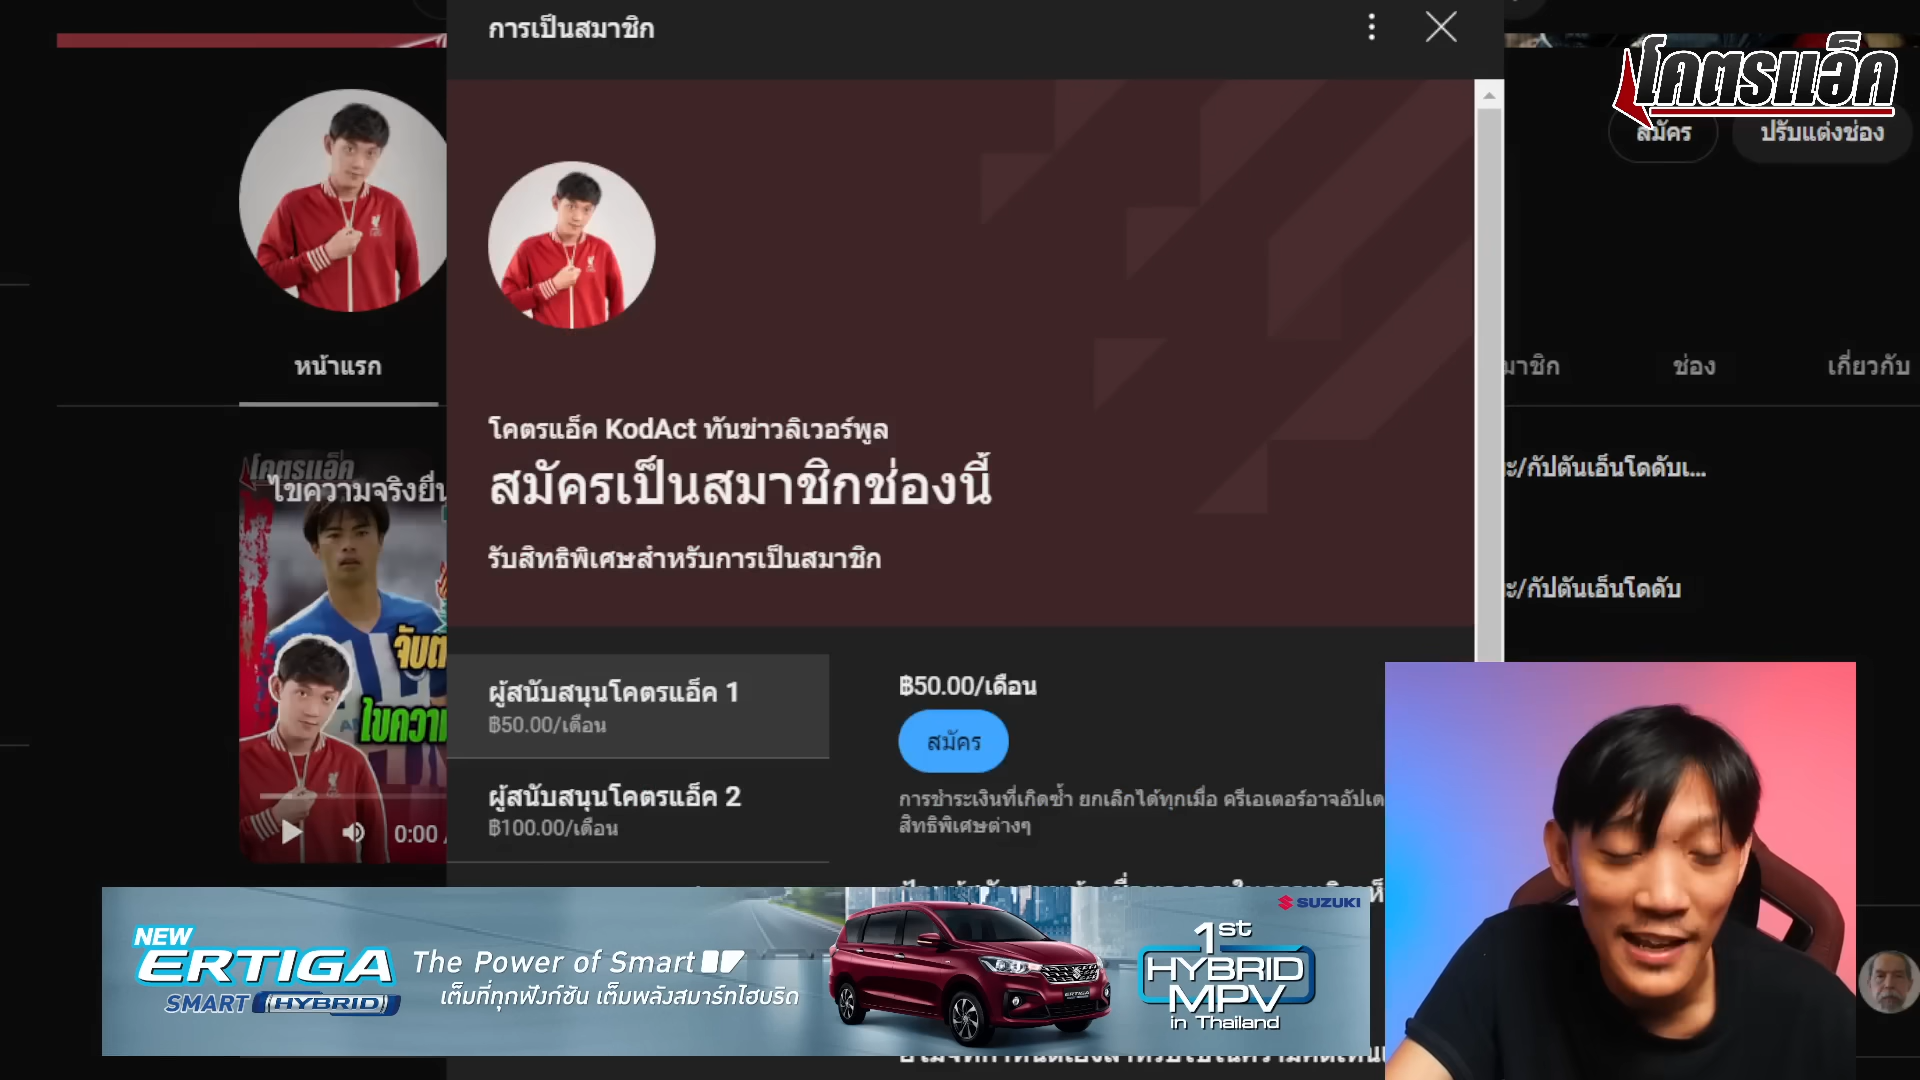 การเป็นสมาชิก
โคตรแอ็ค
สมัคร
ปรับแต่งช่อง
หน้าแรก
ช่อง
เกี่ยวกับ
โคตรแอ็ค KodAct ทันข่าวลิเวอร์พูล
สมัครเป็นสมาชิกช่องนี้
รับสิทธิพิเศษสำหรับการเป็นสมาชิก
โคตรแอ็ค
ไขความจริงยื่น
/กัปตันเอ็นโดดับเ...
/กัปตันเอ็นโดดับ
ผู้สนับสนุนโคตรแอ็ค 1
฿50.00/เดือน
ผู้สนับสนุนโคตรแอ็ค 2
฿100.00/เดือน
฿50.00/เดือน
สมัคร
การชำระเงินที่เกิดซ้ำ ยกเลิกได้ทุกเมื่อ ครีเอเตอร์อาจอัปเด
สิทธิพิเศษต่างๆ
0:00 /
NEW
ERTIGA
SMART HYBRID
The Power of Smart
เต็มที่ทุกฟังก์ชัน เต็มพลังสมาร์ทไฮบริด
SUZUKI
1st
HYBRID
MPV
in Thailand